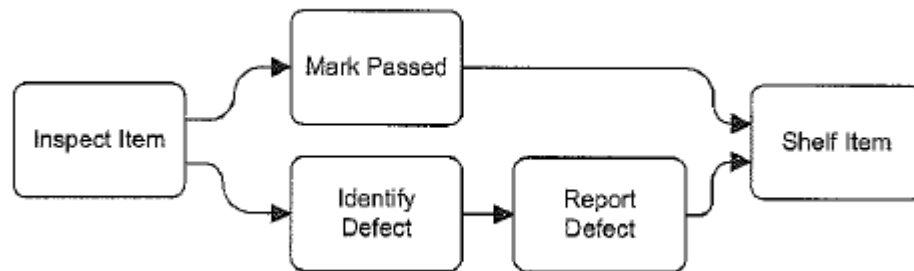 Mark Passed
Inspect Item
Shelf Item
Identify
Defect
Report
Defect